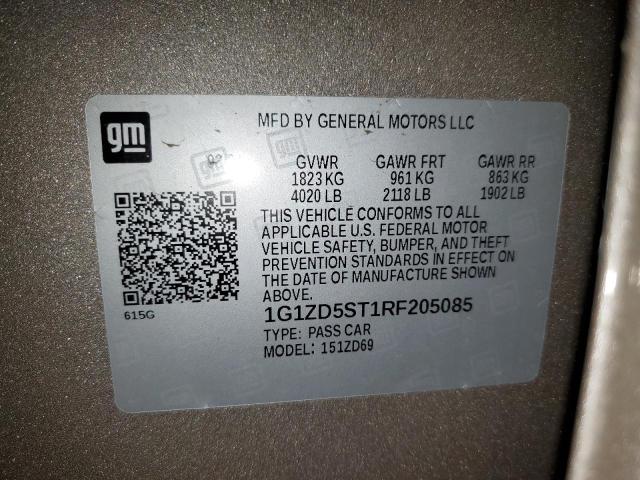 gm
MFD BY GENERAL MOTORS LLC
GVWR GAWR FRT GAWR RR
1823 KG 961 KG 863 KG
4020 LB 2118 LB 1902 LB
THIS VEHICLE CONFORMS TO ALL
APPLICABLE U.S. FEDERAL MOTOR
VEHICLE SAFETY, BUMPER, AND THEFT
PREVENTION STANDARDS IN EFFECT ON
THE DATE OF MANUFACTURE SHOWN
ABOVE.
615G
1G1ZD5ST1RF205085
TYPE: PASS CAR
MODEL: 151ZD69